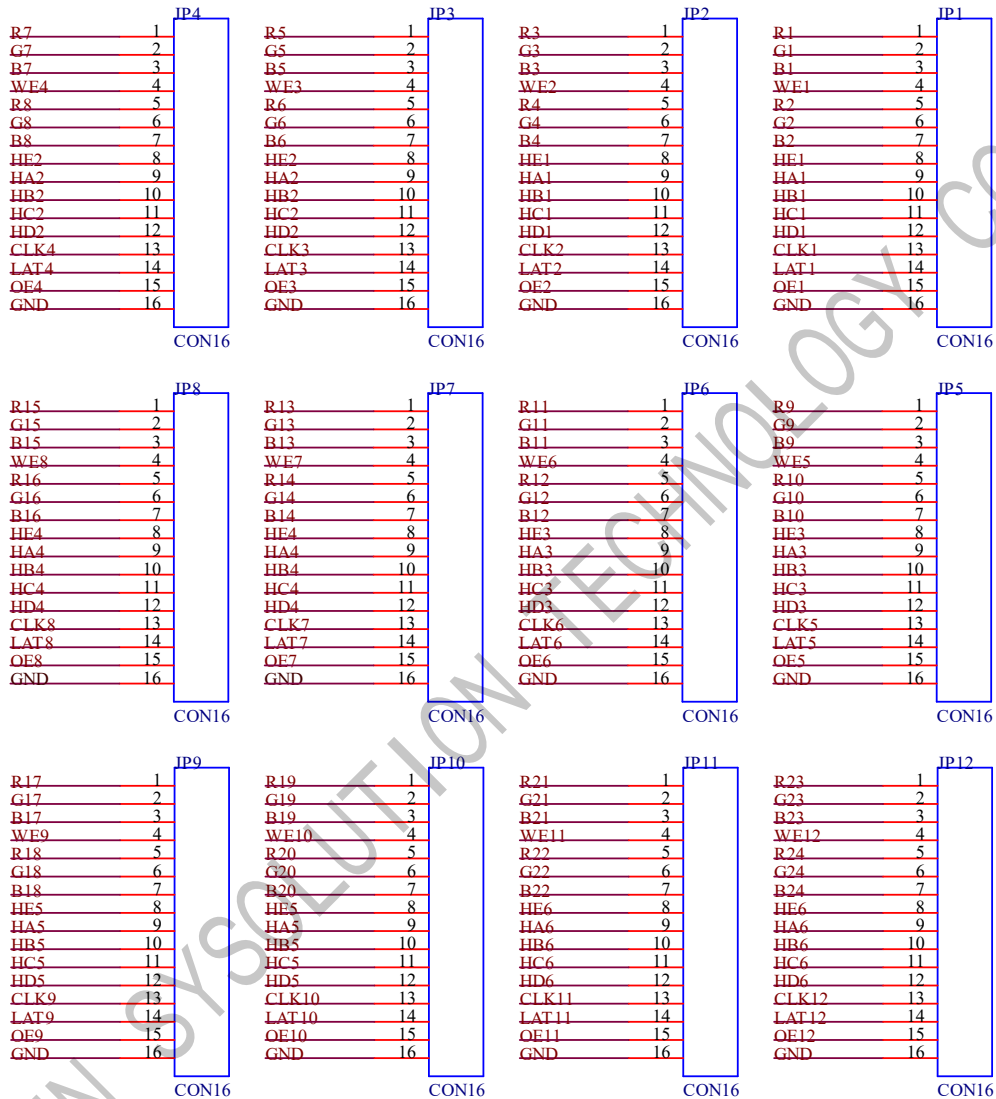 JP4
R7 1
G7 2
B7 3
WE4 4
R8 5
G8 6
B8 7
HE2 8
HA2 9
HB2 10
HC2 11
HD2 12
CLK4 13
LAT4 14
OE4 15
GND 16
CON16
JP3
R5 1
G5 2
B5 3
WE3 4
R6 5
G6 6
B6 7
HE2 8
HA2 9
HB2 10
HC2 11
HD2 12
CLK3 13
LAT3 14
OE3 15
GND 16
CON16
JP2
R3 1
G3 2
B3 3
WE2 4
R4 5
G4 6
B4 7
HE1 8
HA1 9
HB1 10
HC1 11
HD1 12
CLK2 13
LAT2 14
OE2 15
GND 16
CON16
JP1
R1 1
G1 2
B1 3
WE1 4
R2 5
G2 6
B2 7
HE1 8
HA1 9
HB1 10
HC1 11
HD1 12
CLK1 13
LAT1 14
OE1 15
GND 16
CON16
JP8
R15 1
G15 2
B15 3
WE8 4
R16 5
G16 6
B16 7
HE4 8
HA4 9
HB4 10
HC4 11
HD4 12
CLK8 13
LAT8 14
OE8 15
GND 16
CON16
JP7
R13 1
G13 2
B13 3
WE7 4
R14 5
G14 6
B14 7
HE4 8
HA4 9
HB4 10
HC4 11
HD4 12
CLK7 13
LAT7 14
OE7 15
GND 16
CON16
JP6
R11 1
G11 2
B11 3
WE6 4
R12 5
G12 6
B12 7
HE3 8
HA3 9
HB3 10
HC3 11
HD3 12
CLK6 13
LAT6 14
OE6 15
GND 16
CON16
JP5
R9 1
G9 2
B9 3
WE5 4
R10 5
G10 6
B10 7
HE3 8
HA3 9
HB3 10
HC3 11
HD3 12
CLK5 13
LAT5 14
OE5 15
GND 16
CON16
JP9
R17 1
G17 2
B17 3
WE9 4
R18 5
G18 6
B18 7
HE5 8
HA5 9
HB5 10
HC5 11
HD5 12
CLK9 13
LAT9 14
OE9 15
GND 16
CON16
JP10
R19 1
G19 2
B19 3
WE10 4
R20 5
G20 6
B20 7
HE5 8
HA5 9
HB5 10
HC5 11
HD5 12
CLK10 13
LAT10 14
OE10 15
GND 16
CON16
JP11
R21 1
G21 2
B21 3
WE11 4
R22 5
G22 6
B22 7
HE6 8
HA6 9
HB6 10
HC6 11
HD6 12
CLK11 13
LAT11 14
OE11 15
GND 16
CON16
JP12
R23 1
G23 2
B23 3
WE12 4
R24 5
G24 6
B24 7
HE6 8
HA6 9
HB6 10
HC6 11
HD6 12
CLK12 13
LAT12 14
OE12 15
GND 16
CON16
SYSOLUTION TECHNOLOGY